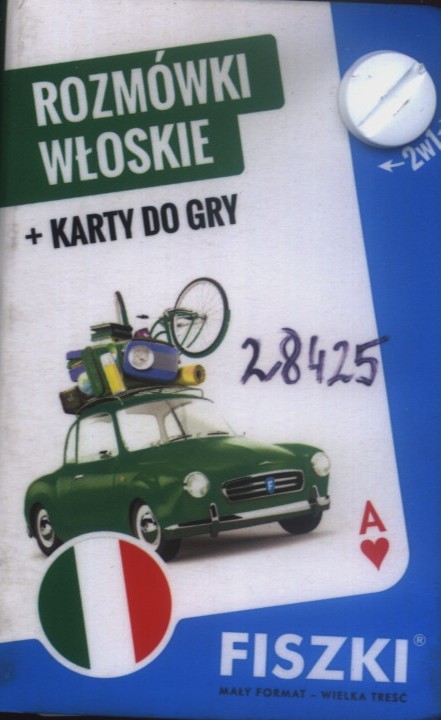 ROZMÓWKI
WŁOSKIE
+ KARTY DO GRY
2w1
28425
A
FISZKI®
MAŁY FORMAT – WIELKA TREŚĆ